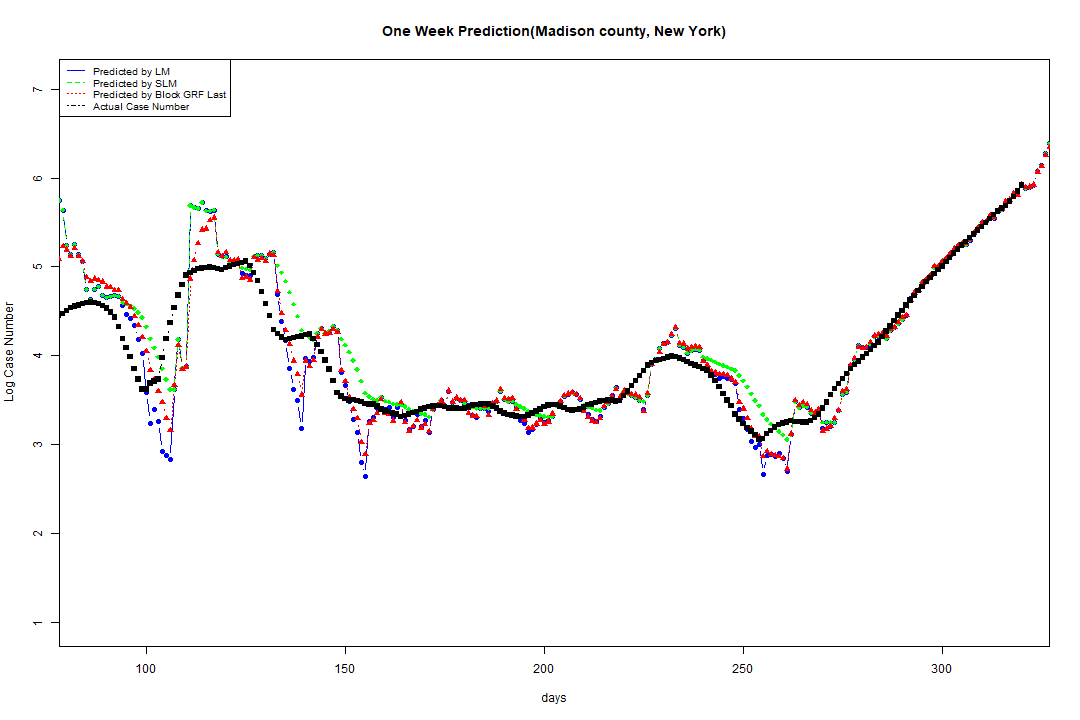 One Week Prediction(Madison county, New York)
Predicted by LM
Predicted by SLM
Predicted by Block GRF Last
Actual Case Number
Log Case Number
7
6
5
4
3
2
1
100 150 200 250 300
days